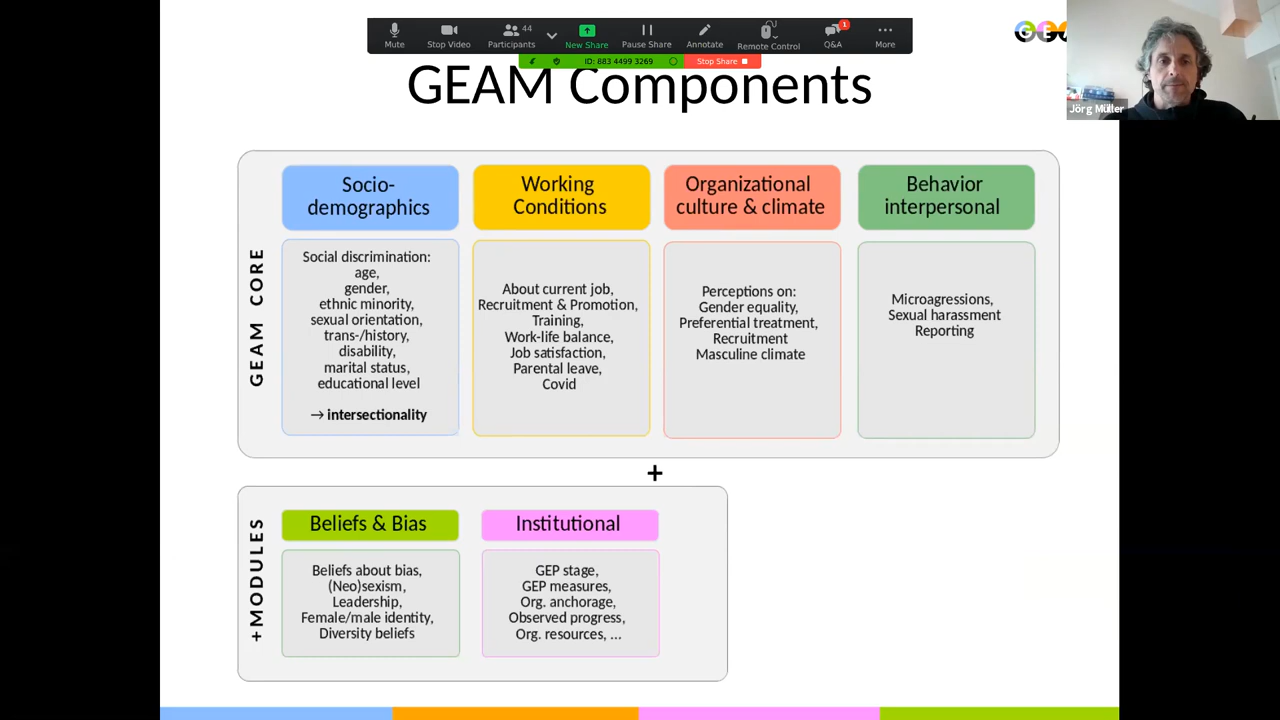 44
1
Mute
Stop Video
Participants
New Share
Pause Share
Annotate
Remote Control
Q&A
More
ID: 883 4499 3269
Stop Share
Jörg Müller
GEAM Components
GEAM CORE
Socio-
demographics
Social discrimination:
age,
gender,
ethnic minority,
sexual orientation,
trans-/history,
disability,
marital status,
educational level
→ intersectionality
Working
Conditions
About current job,
Recruitment & Promotion,
Training,
Work-life balance,
Job satisfaction,
Parental leave,
Covid
Organizational
culture & climate
Perceptions on:
Gender equality,
Preferential treatment,
Recruitment
Masculine climate
Behavior
interpersonal
Microagressions,
Sexual harassment
Reporting
+
+MODULES
Beliefs & Bias
Beliefs about bias,
(Neo)sexism,
Leadership,
Female/male identity,
Diversity beliefs
Institutional
GEP stage,
GEP measures,
Org. anchorage,
Observed progress,
Org. resources, ...